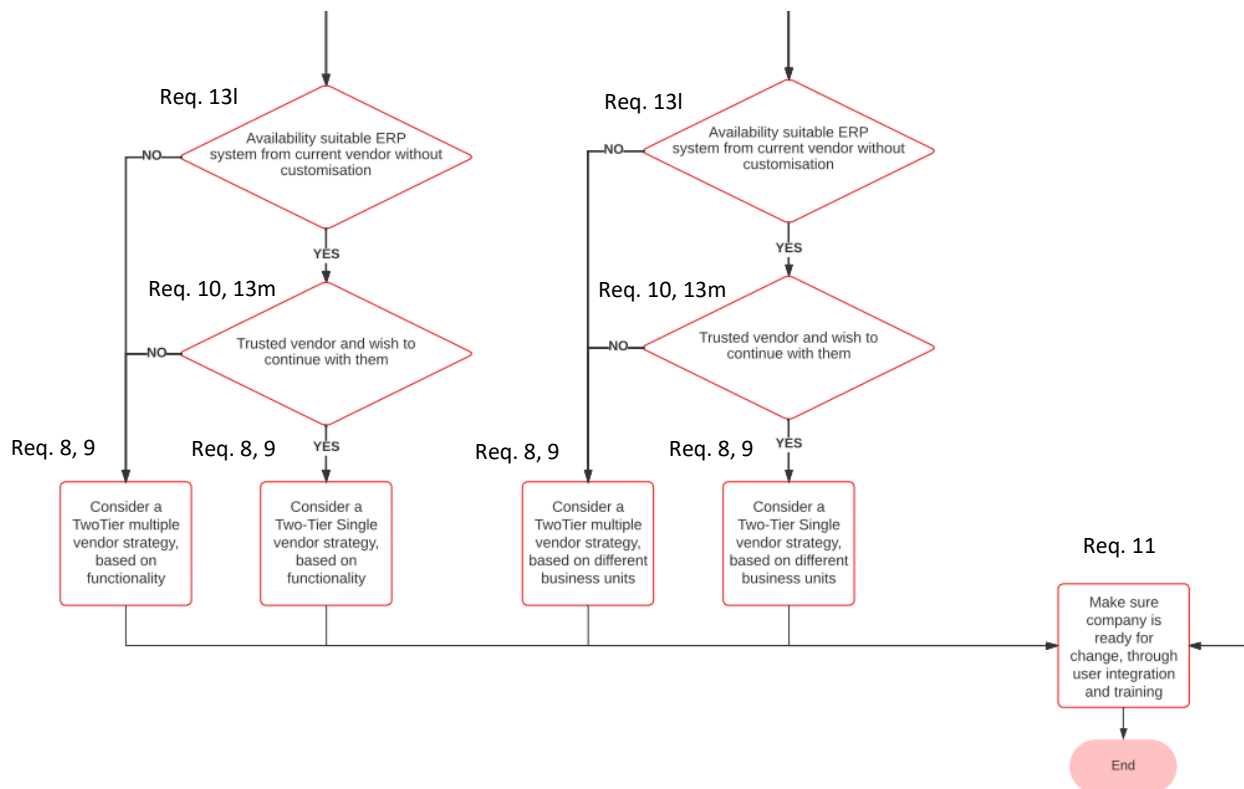 Req. 13l
Availability suitable ERP
system from current vendor without
customisation
NO
YES
Req. 10, 13m
Trusted vendor and wish to
continue with them
NO
YES
Req. 8, 9
Req. 8, 9
Consider a
TwoTier multiple
vendor strategy,
based on
functionality
Consider a
Two-Tier Single
vendor strategy,
based on
functionality
Req. 13l
Availability suitable ERP
system from current vendor without
customisation
NO
YES
Req. 10, 13m
Trusted vendor and wish to
continue with them
NO
YES
Req. 8, 9
Req. 8, 9
Consider a
TwoTier multiple
vendor strategy,
based on different
business units
Consider a
Two-Tier Single
vendor strategy,
based on different
business units
Req. 11
Make sure
company is
ready for
change, through
user integration
and training
End